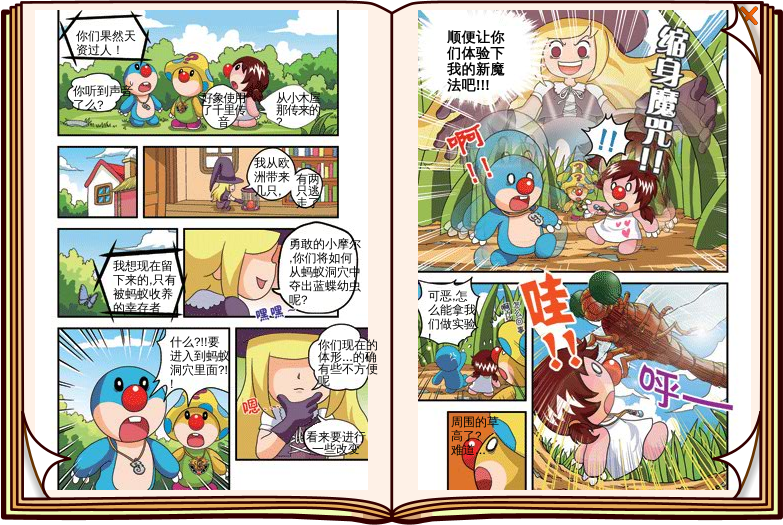 你们果然天
资过人！
你听到声音
了么?
好象使用
了千里传
音
从小木屋
那传来的
?
我从欧
洲带来
几只,
有两
只逃
走了
我想现在留
下来的,只有
被蚂蚁收养
的幸存者
勇敢的小摩尔
,你们将如何
从蚂蚁洞穴中
夺出蓝蝶幼虫
呢?
嘿嘿~
什么?!!要
进入到蚂蚁
洞穴里面?!
!
你们现在的
体形...的确
有些不方便
呢
嗯
看来要进行
一些改变
顺便让你
们体验下
我的新魔
法吧!!!
缩身魔咒!!
啊
!!
!!
可恶,怎
么能拿我
们做实验
!
哇
!!
呼一
周围的草
高了?
难道...